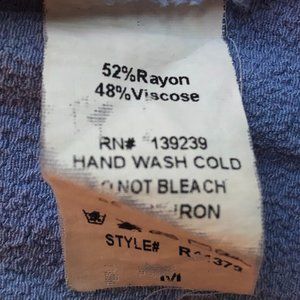 52%Rayon
48%Viscose
RN# 139239
HAND WASH COLD
NOT BLEACH
IRON
STYLE#